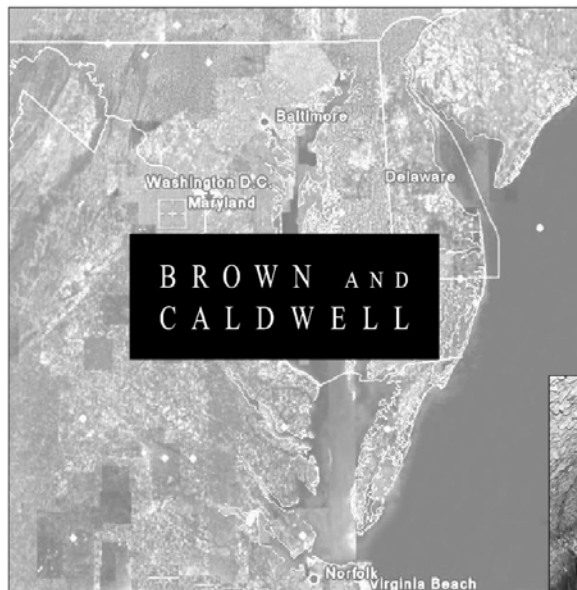 Baltimore
Washington D.C.
Delaware
Maryland
BROWN AND
CALDWELL
Norfolk
Virginia Beach